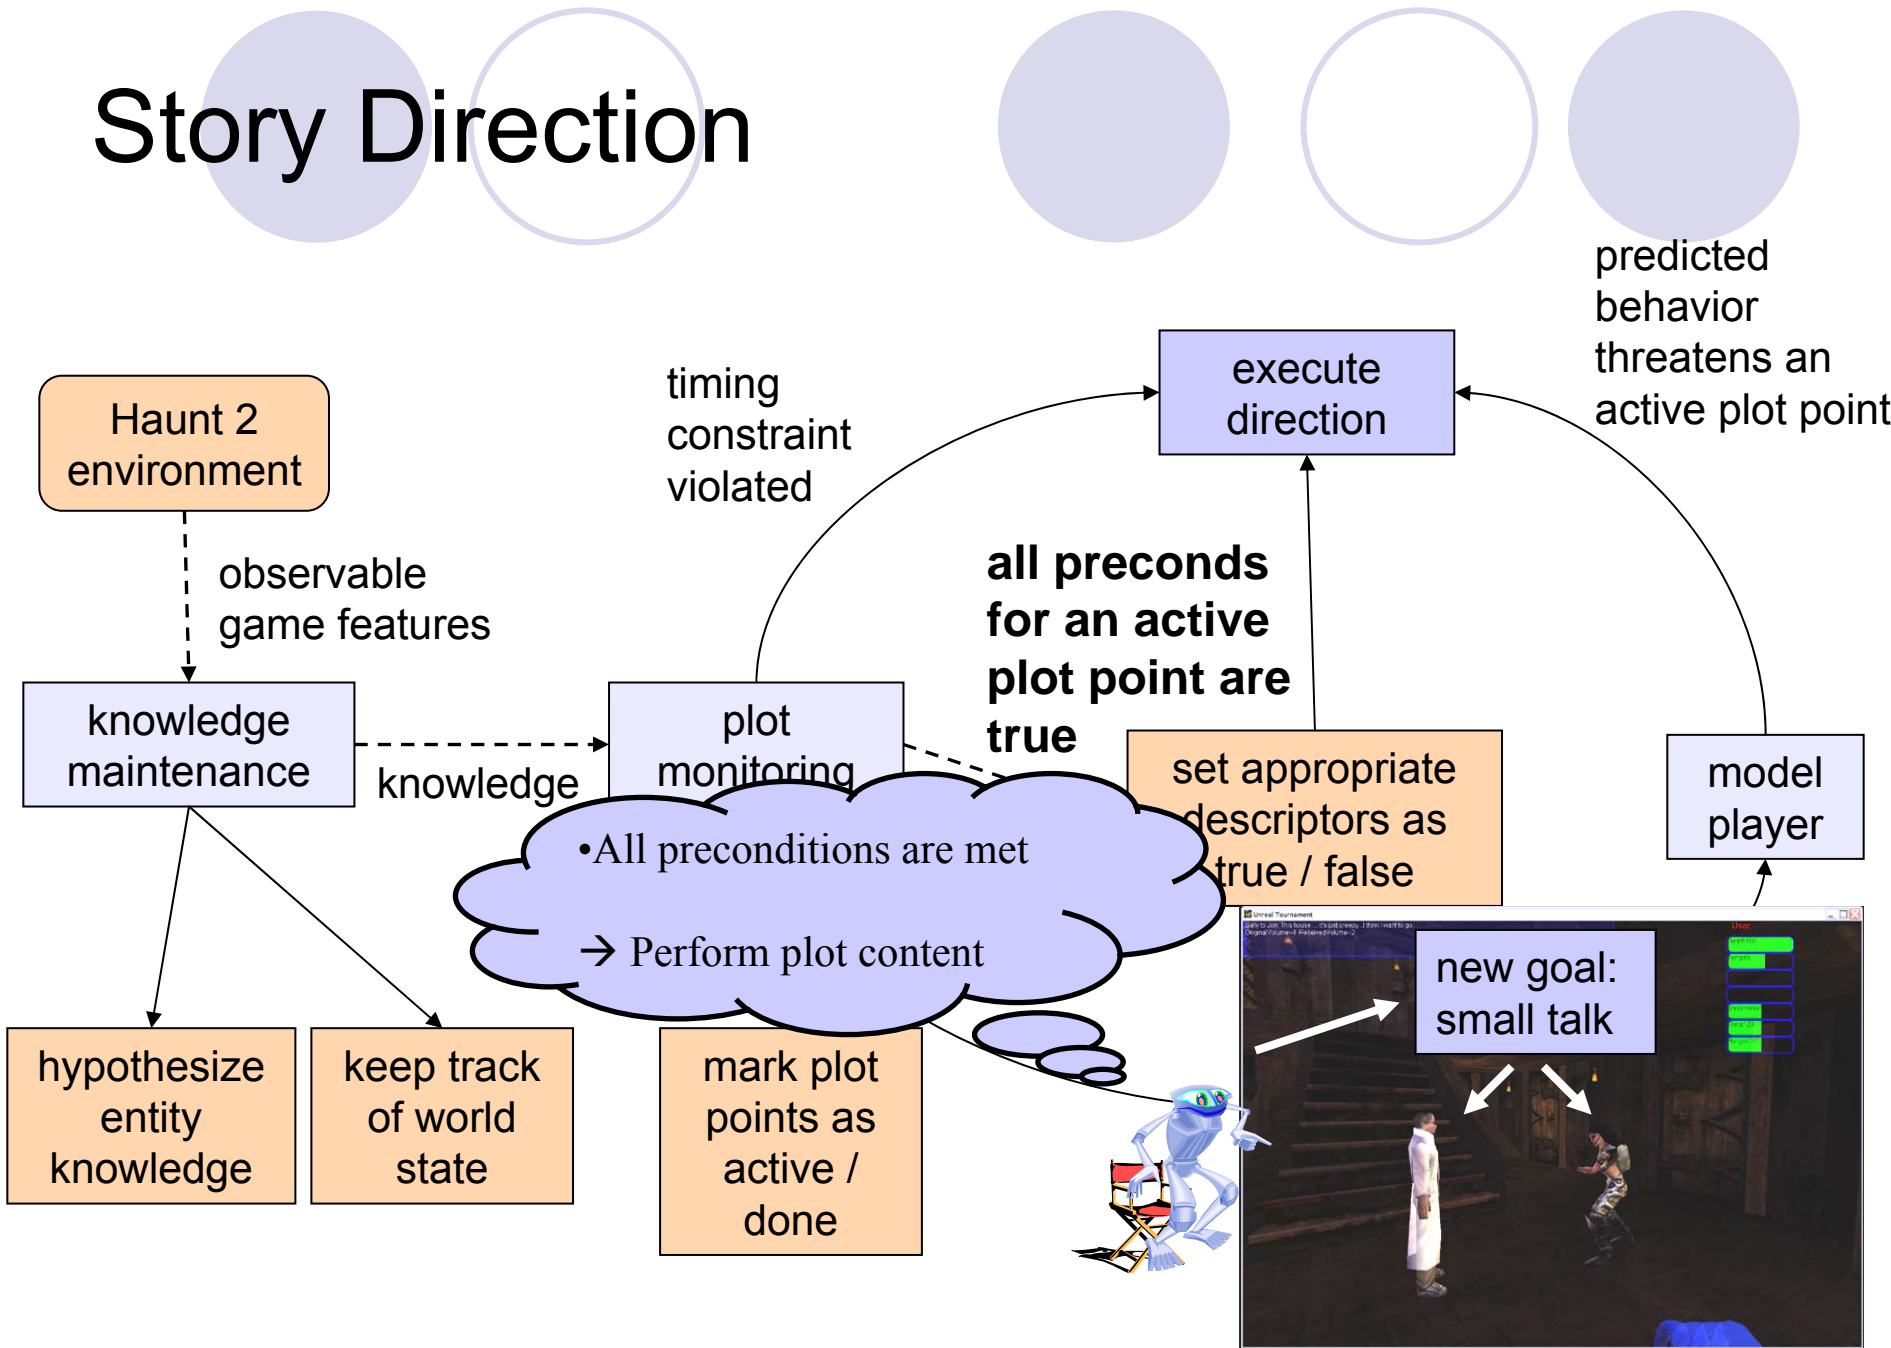 Story Direction
predicted
behavior
threatens an
active plot point
execute
direction
timing
constraint
violated
Haunt 2
environment
observable
game features
all preconds
for an active
plot point are
true
knowledge
maintenance
knowledge
plot
monitoring
set appropriate
descriptors as
true / false
model
player
•All preconditions are met
→ Perform plot content
Unreal Tournament
User
new goal:
small talk
hypothesize
entity
knowledge
keep track
of world
state
mark plot
points as
active /
done